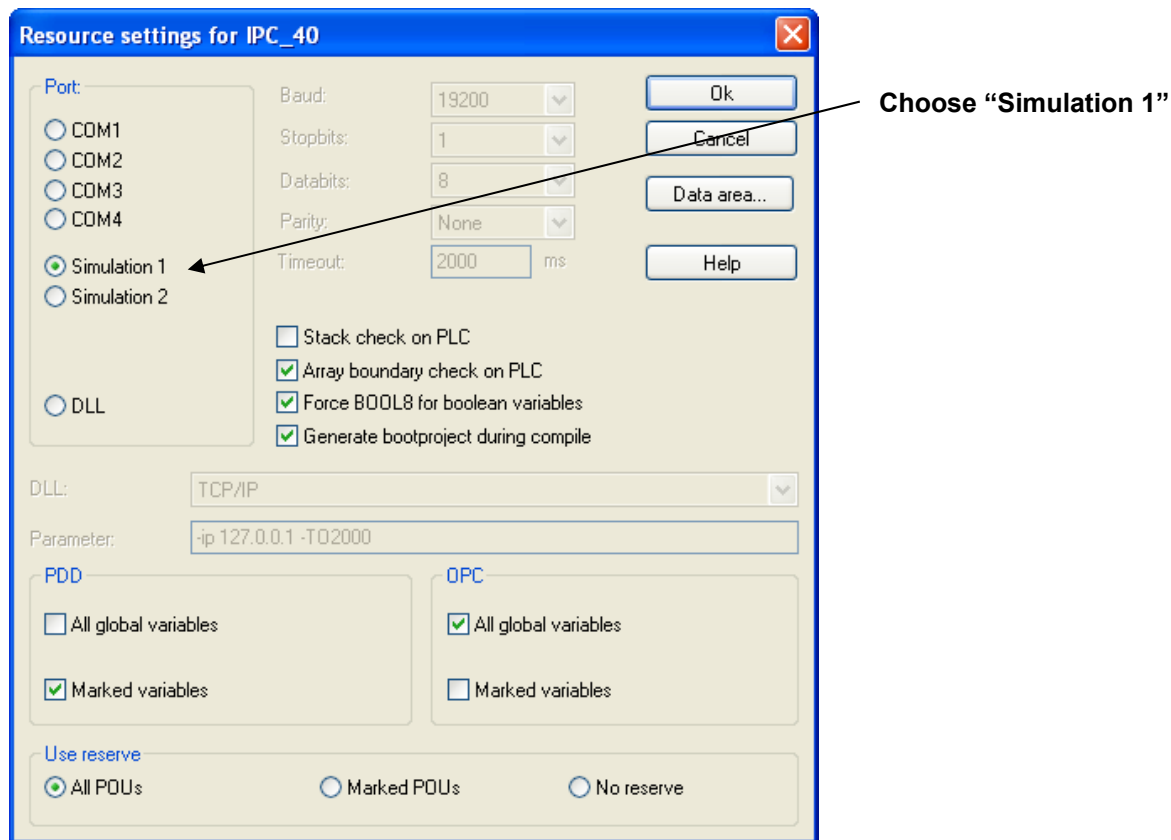 Resource settings for IPC_40
Choose “Simulation 1”
Port:
COM1
COM2
COM3
COM4
Simulation 1
Simulation 2
DLL
Baud: 19200
Stopbits: 1
Databits: 8
Parity: None
Timeout: 2000 ms
Ok
Cancel
Data area...
Help
Stack check on PLC
Array boundary check on PLC
Force BOOL8 for boolean variables
Generate bootproject during compile
DLL: TCP/IP
Parameter: -ip 127.0.0.1 -TO2000
PDD
All global variables
Marked variables
OPC
All global variables
Marked variables
Use reserve
All POUs Marked POUs No reserve